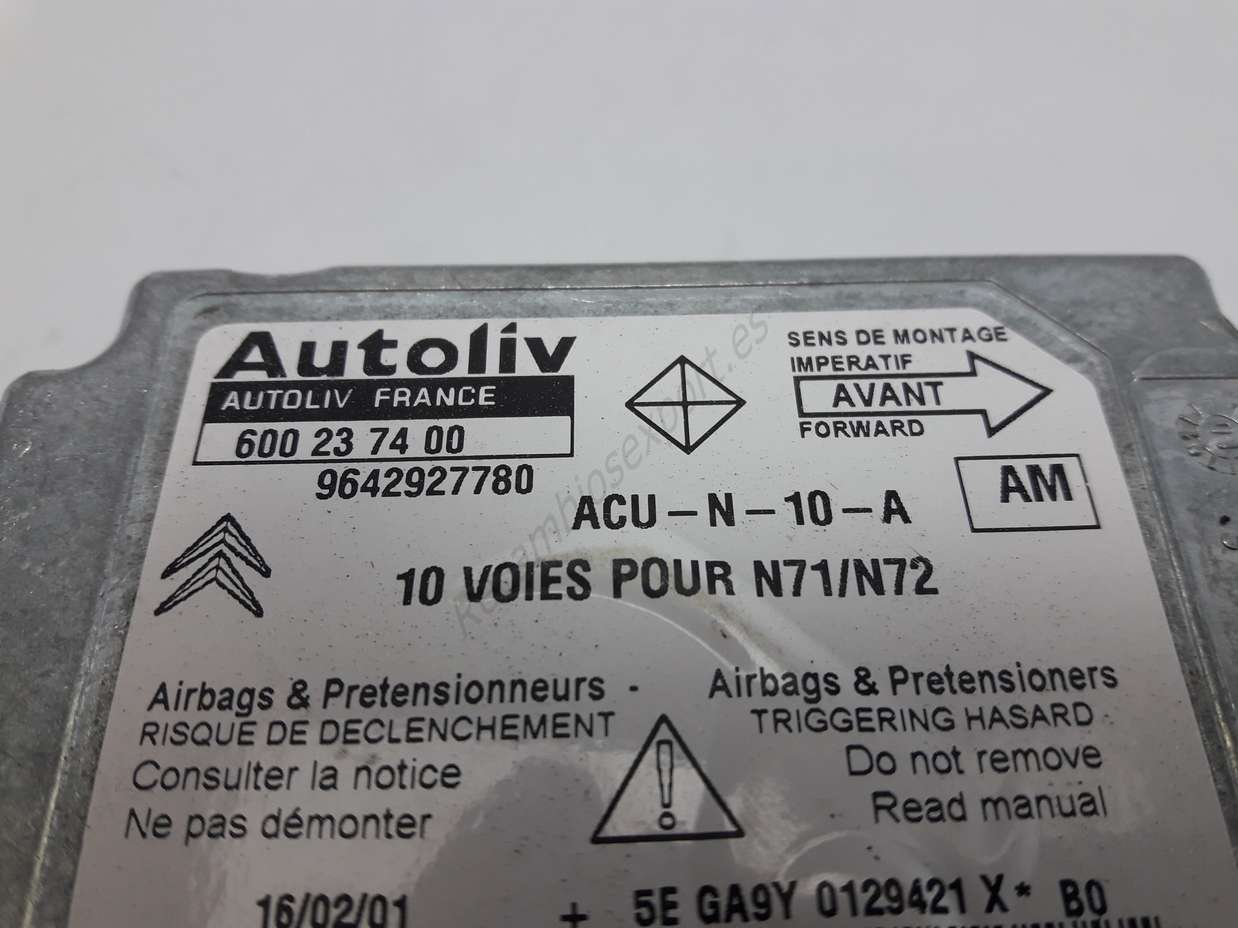 Autoliv
AUTOLIV FRANCE
600 23 74 00
9642927780
SENS DE MONTAGE
IMPERATIF
AVANT
FORWARD
ACU-N-10-A
AM
10 VOIES POUR N71/N72
Airbags & Pretensionneurs -
RISQUE DE DECLENCHEMENT
Consulter la notice
Ne pas démonter
Airbags & Pretensioners
TRIGGERING HASARD
Do not remove
Read manual
16/02/01 + 5E GA9Y 0129421 X* B0
Recambiosexport.es